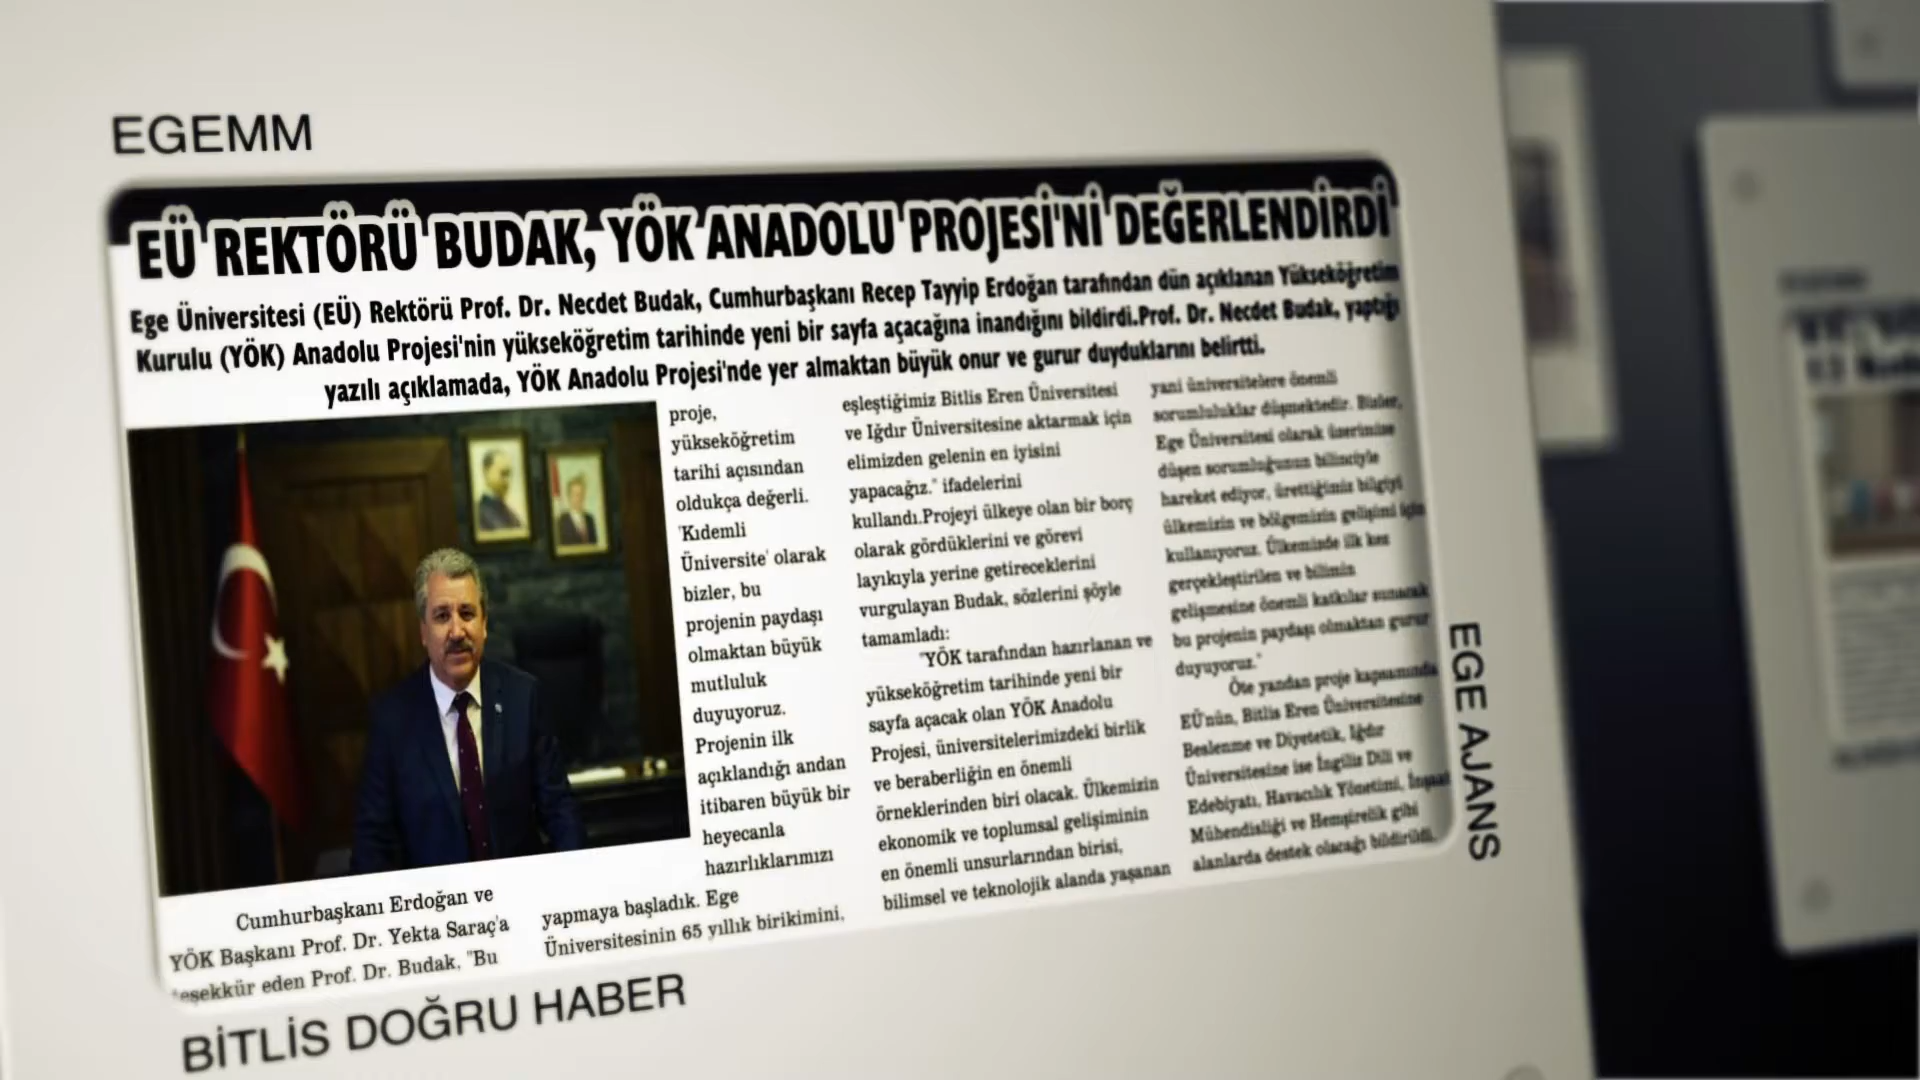 EGEMM
EÜ REKTÖRÜ BUDAK, YÖK ANADOLU PROJESİ'Nİ DEĞERLENDİRDİ
Ege Üniversitesi (EÜ) Rektörü Prof. Dr. Necdet Budak, Cumhurbaşkanı Recep Tayyip Erdoğan tarafından dün açıklanan Yükseköğretim
Kurulu (YÖK) Anadolu Projesi'nin yükseköğretim tarihinde yeni bir sayfa açacağına inandığını bildirdi.Prof. Dr. Necdet Budak, yaptığı
yazılı açıklamada, YÖK Anadolu Projesi'nde yer almaktan büyük onur ve gurur duyduklarını belirtti.
Cumhurbaşkanı Erdoğan ve
YÖK Başkanı Prof. Dr. Yekta Saraç'a
teşekkür eden Prof. Dr. Budak, "Bu
proje,
yükseköğretim
tarihi açısından
oldukça değerli.
'Kıdemli
Üniversite' olarak
bizler, bu
projenin paydaşı
olmaktan büyük
mutluluk
duyuyoruz.
Projenin ilk
açıklandığı andan
itibaren büyük bir
heyecanla
hazırlıklarımızı
yapmaya başladık. Ege
Üniversitesinin 65 yıllık birikimini,
eşleştiğimiz Bitlis Eren Üniversitesi
ve Iğdır Üniversitesine aktarmak için
elimizden gelenin en iyisini
yapacağız." ifadelerini
kullandı.Projeyi ülkeye olan bir borç
olarak gördüklerini ve görevi
layıkıyla yerine getireceklerini
vurgulayan Budak, sözlerini şöyle
tamamladı:
"YÖK tarafından hazırlanan ve
yükseköğretim tarihinde yeni bir
sayfa açacak olan YÖK Anadolu
Projesi, üniversitelerimizdeki birlik
ve beraberliğin en önemli
örneklerinden biri olacak. Ülkemizin
ekonomik ve toplumsal gelişiminin
en önemli unsurlarından birisi,
bilimsel ve teknolojik alanda yaşanan
yani üniversitelere önemli
sorumluluklar düşmektedir. Bizler,
Ege Üniversitesi olarak üzerimize
düşen sorumluğunun bilinciyle
hareket ediyor, ürettiğimiz bilgiyi
ülkemizin ve bölgemizin gelişimi için
kullanıyoruz. Ülkemizde ilk kez
gerçekleştirilen ve bilimin
gelişmesine önemli katkılar sunarak
bu projenin paydaşı olmaktan gurur
duyuyoruz."
Öte yandan proje kapsamında
EÜ'nün, Bitlis Eren Üniversitesine
Beslenme ve Diyetetik, Iğdır
Üniversitesine ise İngiliz Dili ve
Edebiyatı, Havacılık Yönetimi, İnşaat
Mühendisliği ve Hemşirelik gibi
alanlarda destek olacağı bildirildi.
EGE AJANS
BİTLİS DOĞRU HABER